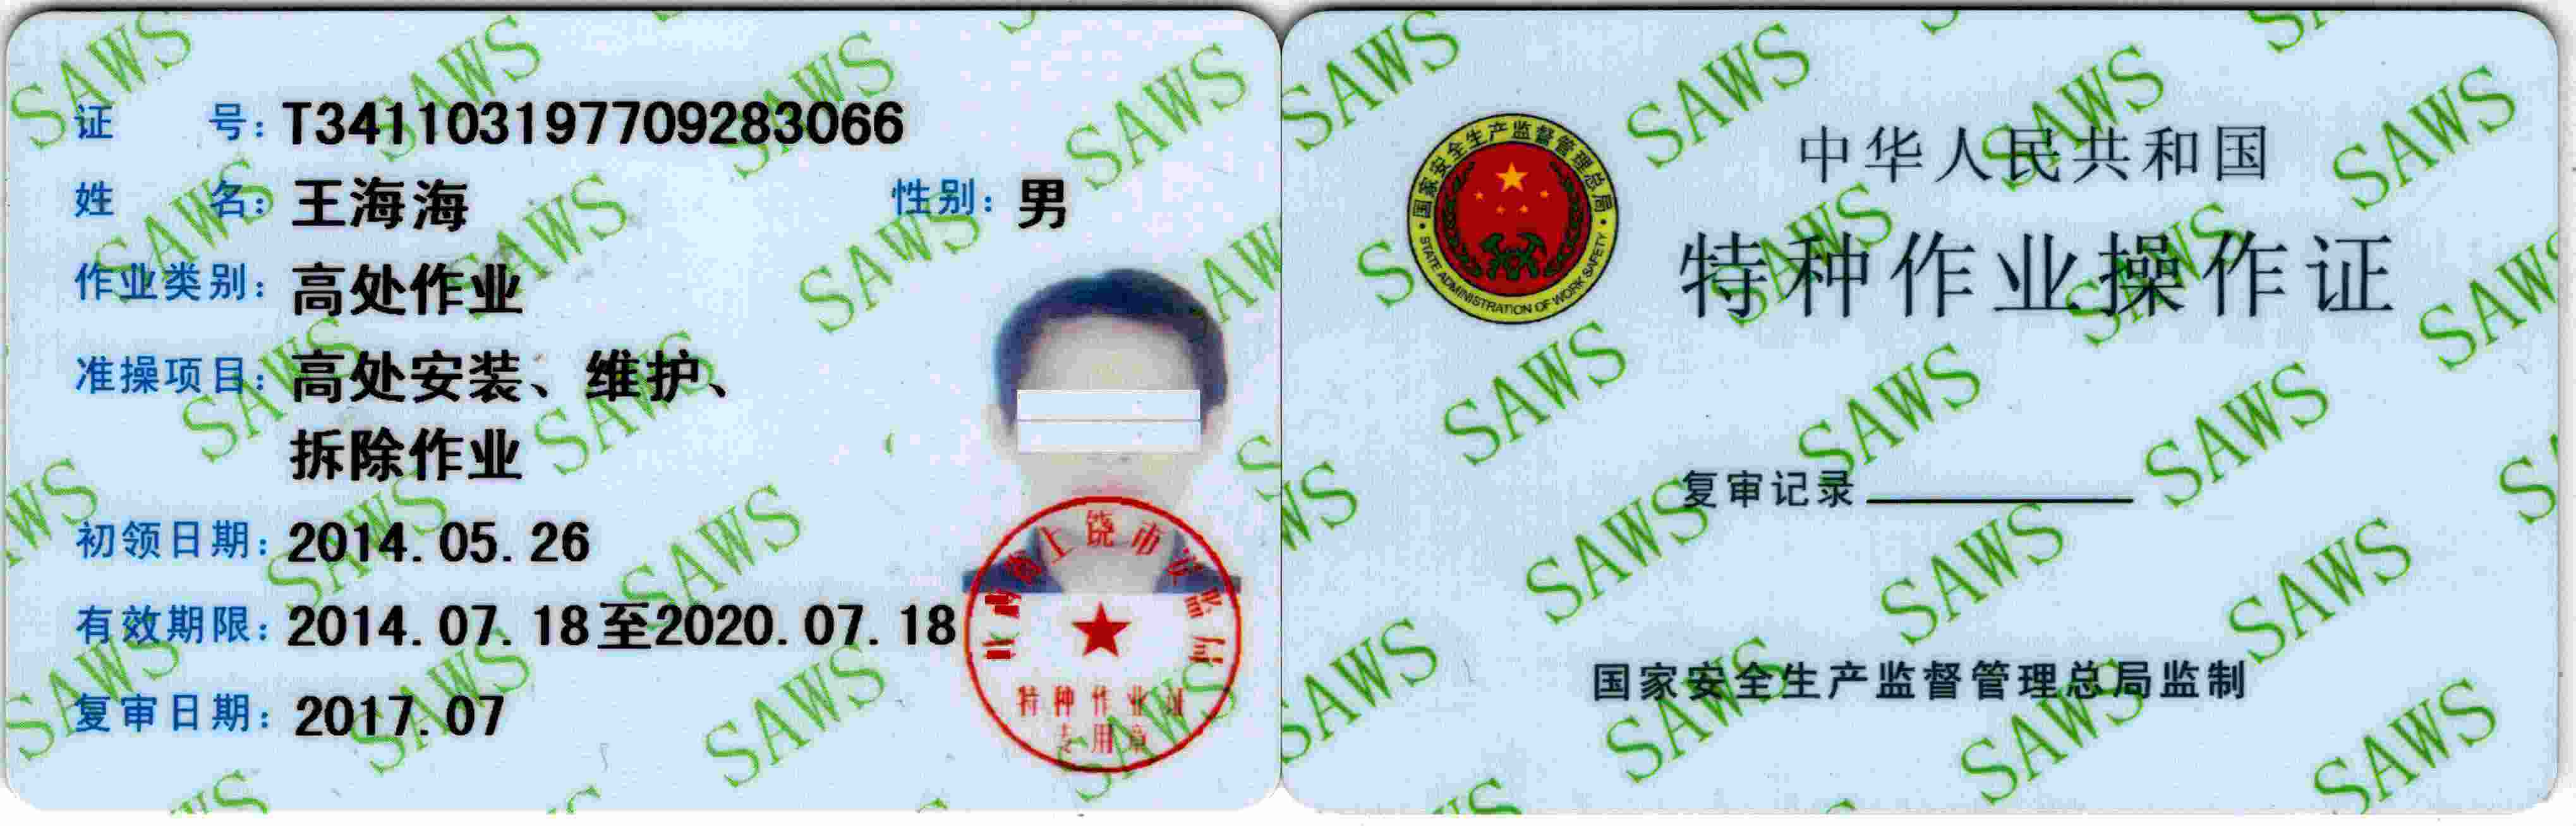 证 号: T341103197709283066
姓 名: 王海海 性别: 男
作业类别: 高处作业
准操项目: 高处安装、维护、
拆除作业
初领日期: 2014.05.26
有效期限: 2014.07.18至2020.07.18
复审日期: 2017.07
上饶市
特种作业证
专用章
国家安全生产监督管理总局
STATE ADMINISTRATION OF WORK SAFETY
中华人民共和国
特种作业操作证
复审记录
国家安全生产监督管理总局监制
SAWS